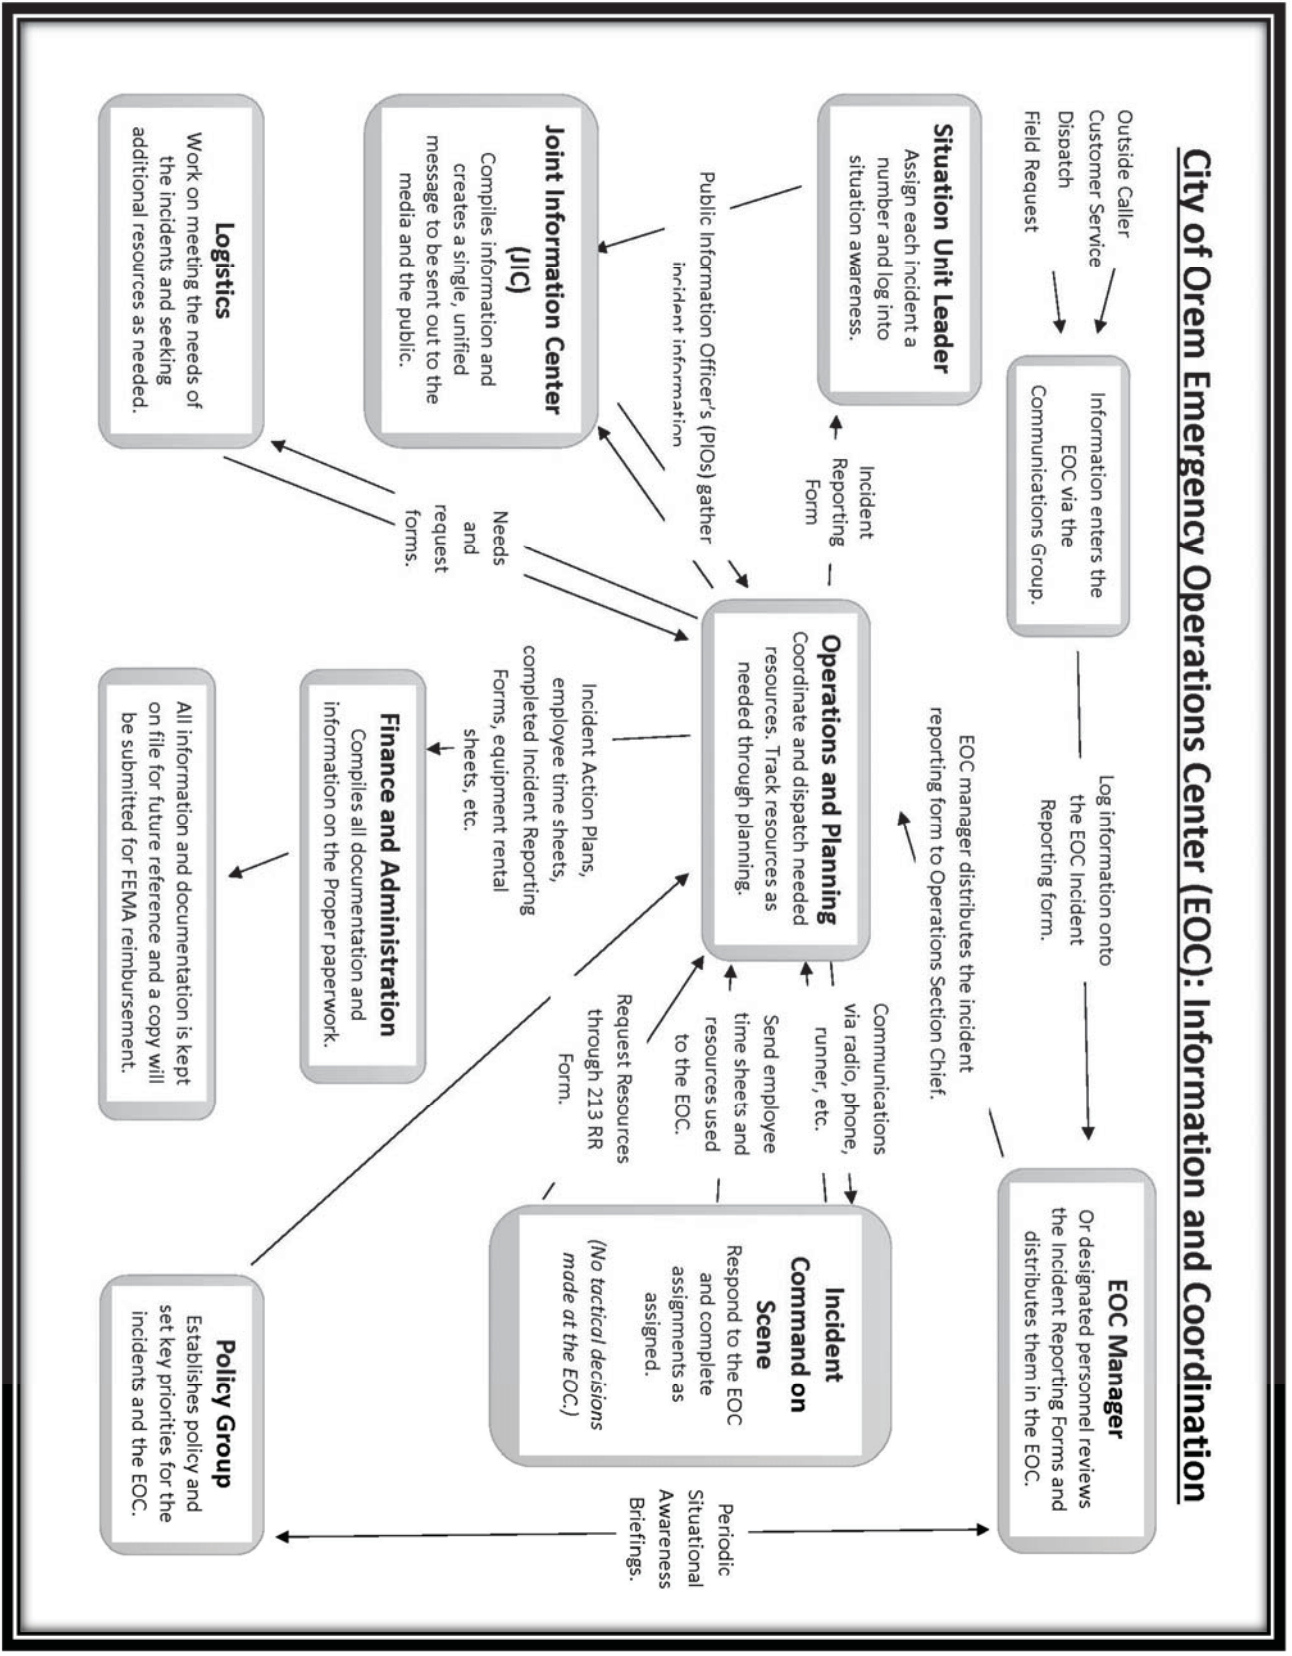 City of Orem Emergency Operations Center (EOC): Information and Coordination
Outside Caller
Customer Service
Dispatch
Field Request
Information enters the
EOC via the
Communications Group.
Log information onto
the EOC Incident
Reporting form.
EOC Manager
Or designated personnel reviews
the Incident Reporting Forms and
distributes them in the EOC.
EOC manager distributes the incident
reporting form to Operations Section Chief.
Situation Unit Leader
Assign each incident a
number and log into
situation awareness.
Incident
Reporting
Form
Operations and Planning
Coordinate and dispatch needed
resources. Track resources as
needed through planning.
Communications
via radio, phone,
runner, etc.
Send employee
time sheets and
resources used
to the EOC.
Request Resources
through 213 RR
Form.
Incident
Command on
Scene
Respond to the EOC
and complete
assignments as
assigned.
(No tactical decisions
made at the EOC.)
Periodic
Situational
Awareness
Briefings.
Public Information Officer's (PIOs) gather
incident information
Joint Information Center
(JIC)
Compiles information and
creates a single, unified
message to be sent out to the
media and the public.
Needs
and
request
forms.
Incident Action Plans,
employee time sheets,
completed Incident Reporting
Forms, equipment rental
sheets, etc.
Finance and Administration
Compiles all documentation and
information on the Proper paperwork.
Logistics
Work on meeting the needs of
the incidents and seeking
additional resources as needed.
All information and documentation is kept
on file for future reference and a copy will
be submitted for FEMA reimbursement.
Policy Group
Establishes policy and
set key priorities for the
incidents and the EOC.